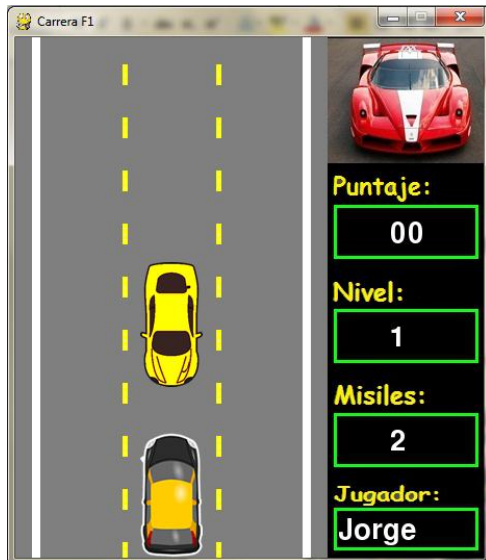 Carrera F1
Puntaje:
00
Nivel:
1
Misiles:
2
Jugador:
Jorge